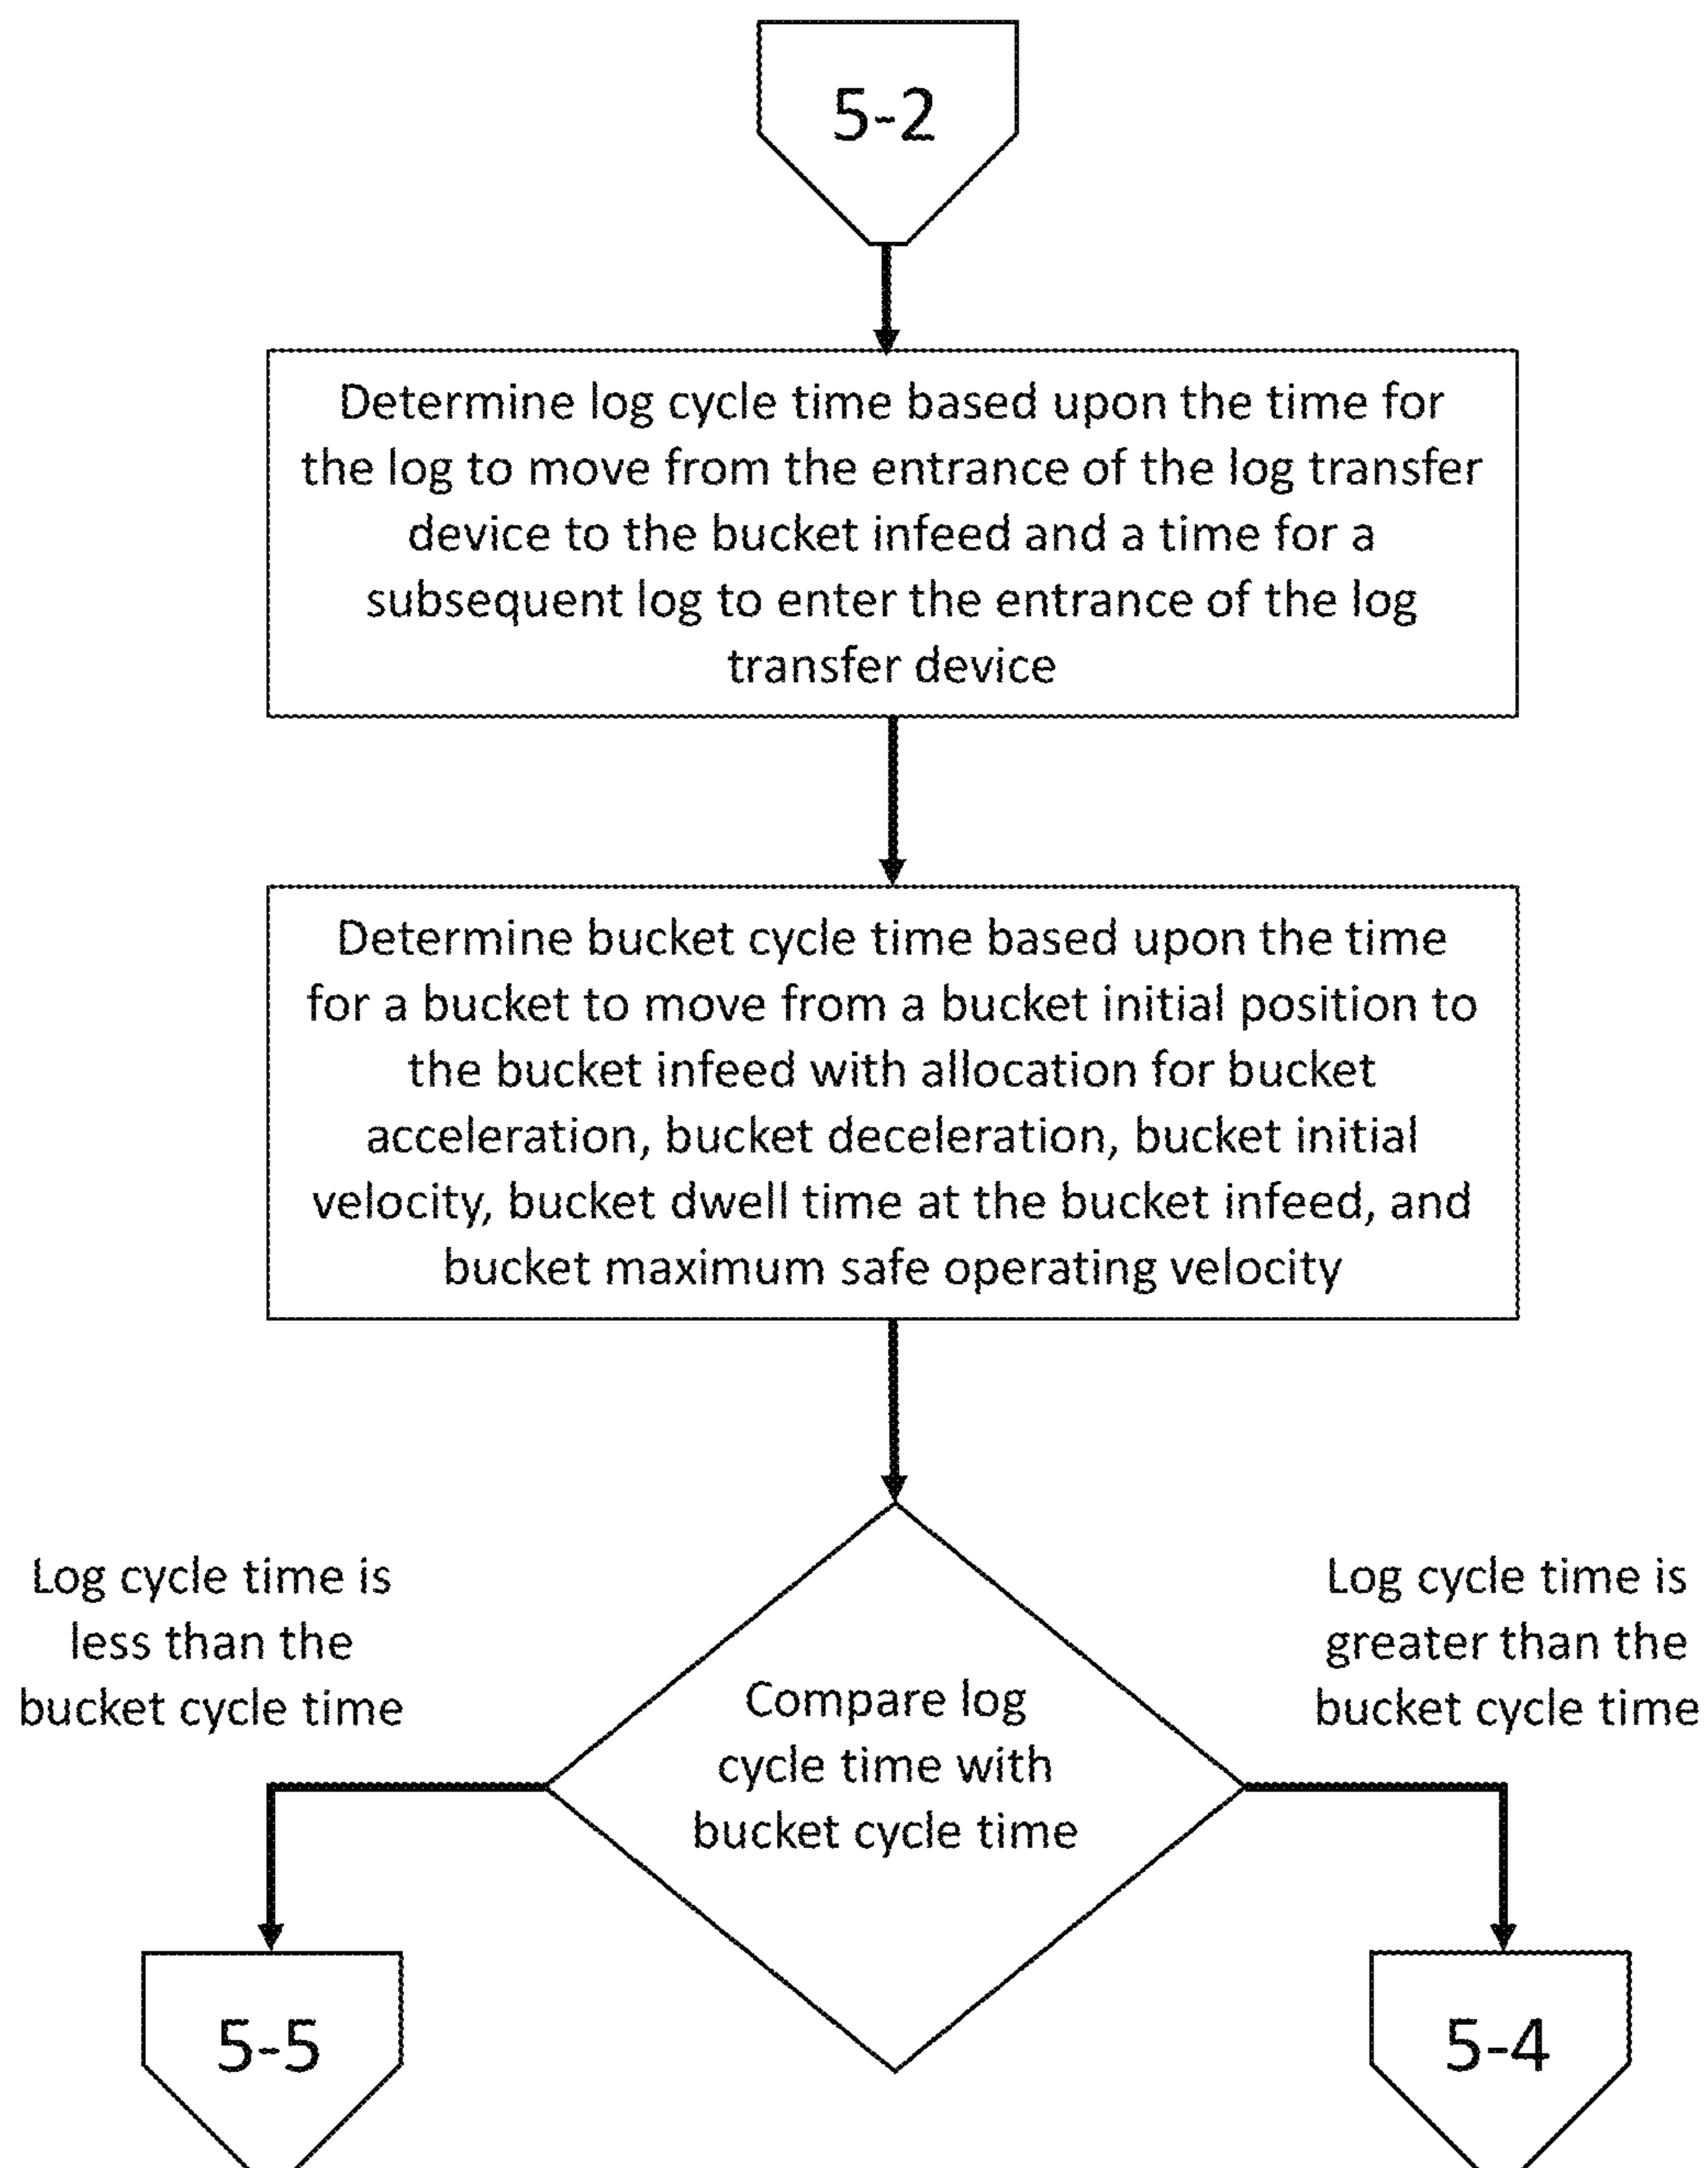 5-2
Determine log cycle time based upon the time for
the log to move from the entrance of the log transfer
device to the bucket infeed and a time for a
subsequent log to enter the entrance of the log
transfer device
Determine bucket cycle time based upon the time
for a bucket to move from a bucket initial position to
the bucket infeed with allocation for bucket
acceleration, bucket deceleration, bucket initial
velocity, bucket dwell time at the bucket infeed, and
bucket maximum safe operating velocity
Log cycle time is
less than the
bucket cycle time
Compare log
cycle time with
bucket cycle time
Log cycle time is
greater than the
bucket cycle time
5-5
5-4